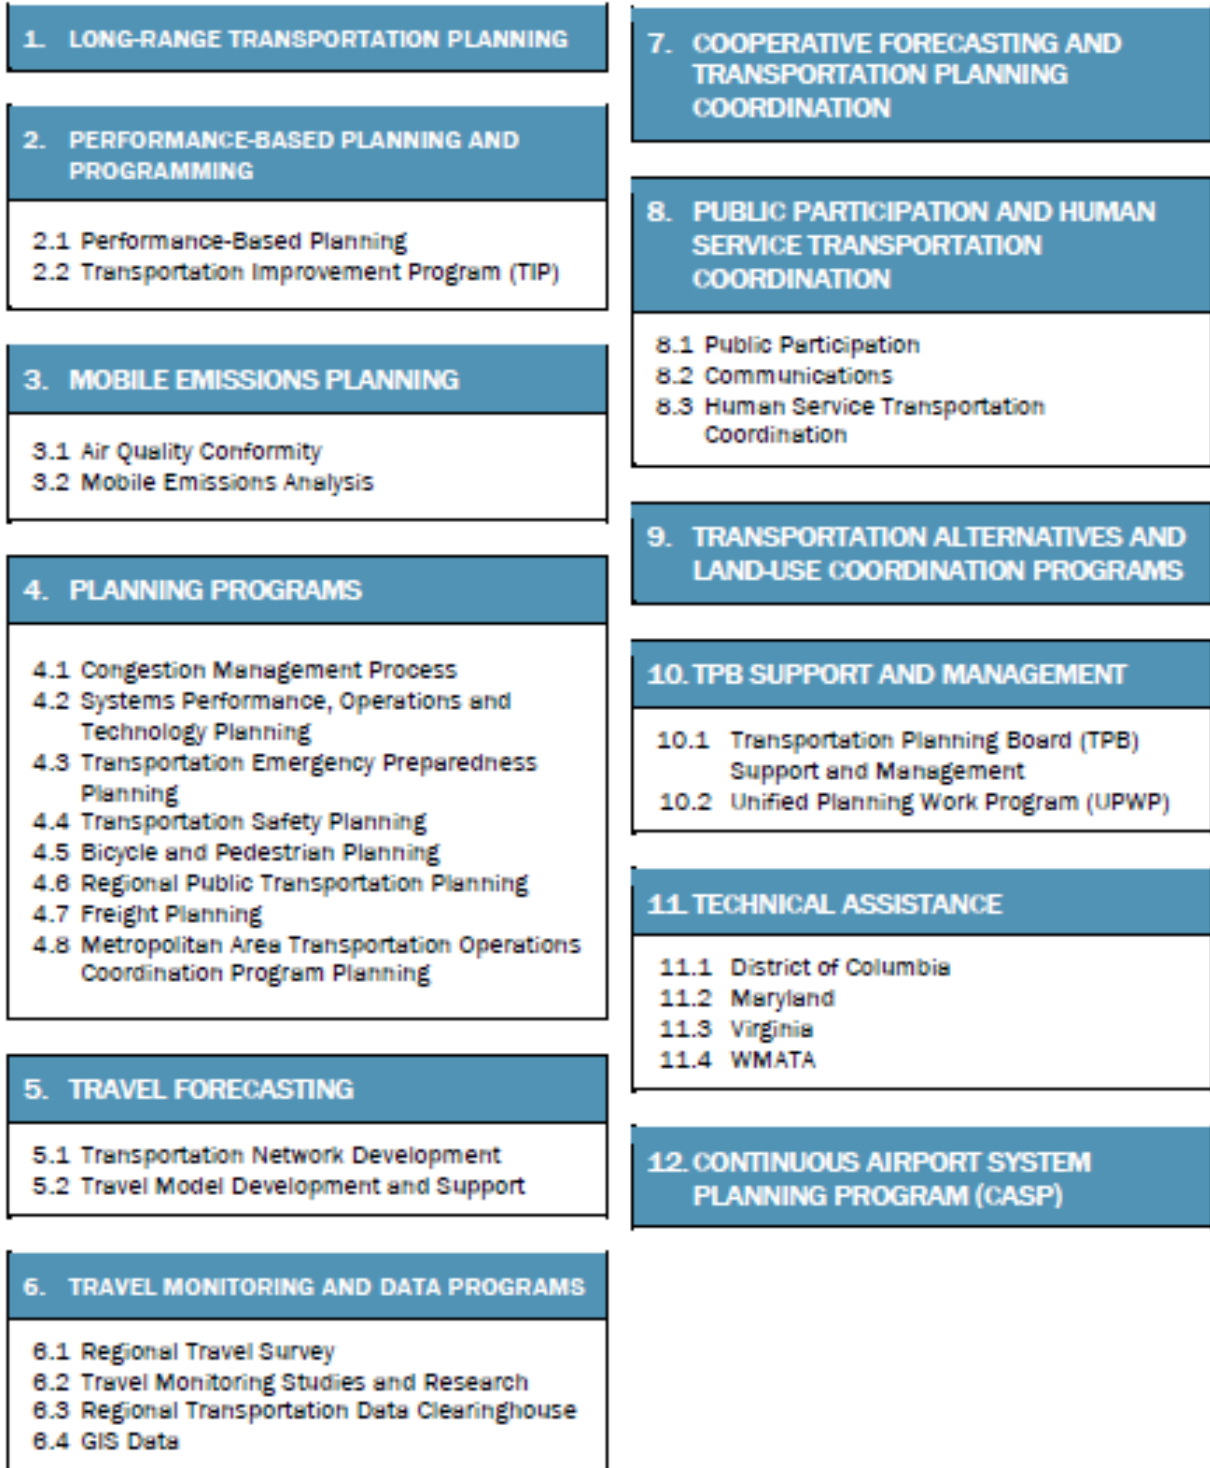 1. LONG-RANGE TRANSPORTATION PLANNING
2. PERFORMANCE-BASED PLANNING AND
PROGRAMMING
2.1 Performance-Based Planning
2.2 Transportation Improvement Program (TIP)
3. MOBILE EMISSIONS PLANNING
3.1 Air Quality Conformity
3.2 Mobile Emissions Analysis
4. PLANNING PROGRAMS
4.1 Congestion Management Process
4.2 Systems Performance, Operations and
Technology Planning
4.3 Transportation Emergency Preparedness
Planning
4.4 Transportation Safety Planning
4.5 Bicycle and Pedestrian Planning
4.6 Regional Public Transportation Planning
4.7 Freight Planning
4.8 Metropolitan Area Transportation Operations
Coordination Program Planning
5. TRAVEL FORECASTING
5.1 Transportation Network Development
5.2 Travel Model Development and Support
6. TRAVEL MONITORING AND DATA PROGRAMS
6.1 Regional Travel Survey
6.2 Travel Monitoring Studies and Research
6.3 Regional Transportation Data Clearinghouse
6.4 GIS Data
7. COOPERATIVE FORECASTING AND
TRANSPORTATION PLANNING
COORDINATION
8. PUBLIC PARTICIPATION AND HUMAN
SERVICE TRANSPORTATION
COORDINATION
8.1 Public Participation
8.2 Communications
8.3 Human Service Transportation
Coordination
9. TRANSPORTATION ALTERNATIVES AND
LAND-USE COORDINATION PROGRAMS
10. TPB SUPPORT AND MANAGEMENT
10.1 Transportation Planning Board (TPB)
Support and Management
10.2 Unified Planning Work Program (UPWP)
11. TECHNICAL ASSISTANCE
11.1 District of Columbia
11.2 Maryland
11.3 Virginia
11.4 WMATA
12. CONTINUOUS AIRPORT SYSTEM
PLANNING PROGRAM (CASP)